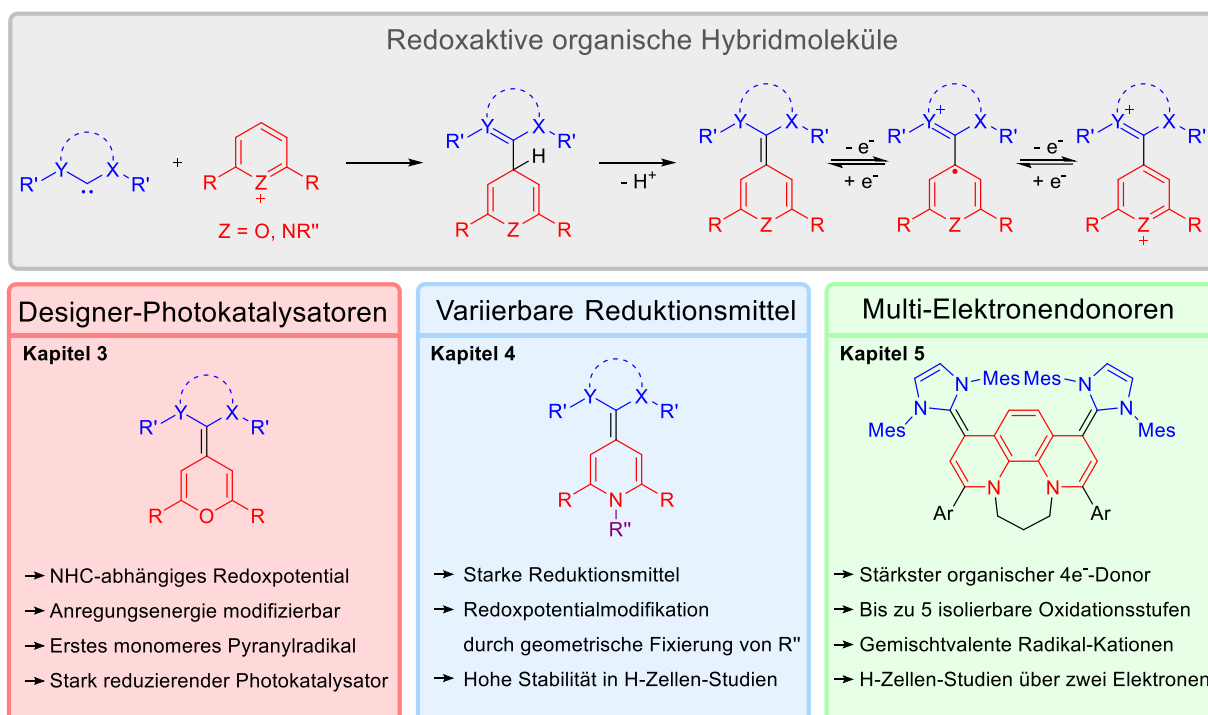 Redoxaktive organische Hybridmoleküle
R' Y X R' + R Z + R
Z = O, NR"
R' Y X R' H R Z R
- H+
R' Y X R' R Z R
- e-
+ e-
R' Y+ X R' R Z R
- e-
+ e-
R' Y+ X R' R Z + R
Designer-Photokatalysatoren
Kapitel 3
R' Y X R'
R O R
→ NHC-abhängiges Redoxpotential
→ Anregungsenergie modifizierbar
→ Erstes monomeres Pyranylradikal
→ Stark reduzierender Photokatalysator
Variierbare Reduktionsmittel
Kapitel 4
R' Y X R'
R N R
R"
→ Starke Reduktionsmittel
→ Redoxpotentialmodifikation
durch geometrische Fixierung von R"
→ Hohe Stabilität in H-Zellen-Studien
Multi-Elektronendonoren
Kapitel 5
N Mes Mes N
N N
Mes Mes
N N
Ar Ar
→ Stärkster organischer 4e⁻-Donor
→ Bis zu 5 isolierbare Oxidationsstufen
→ Gemischtvalente Radikal-Kationen
→ H-Zellen-Studien über zwei Elektronen